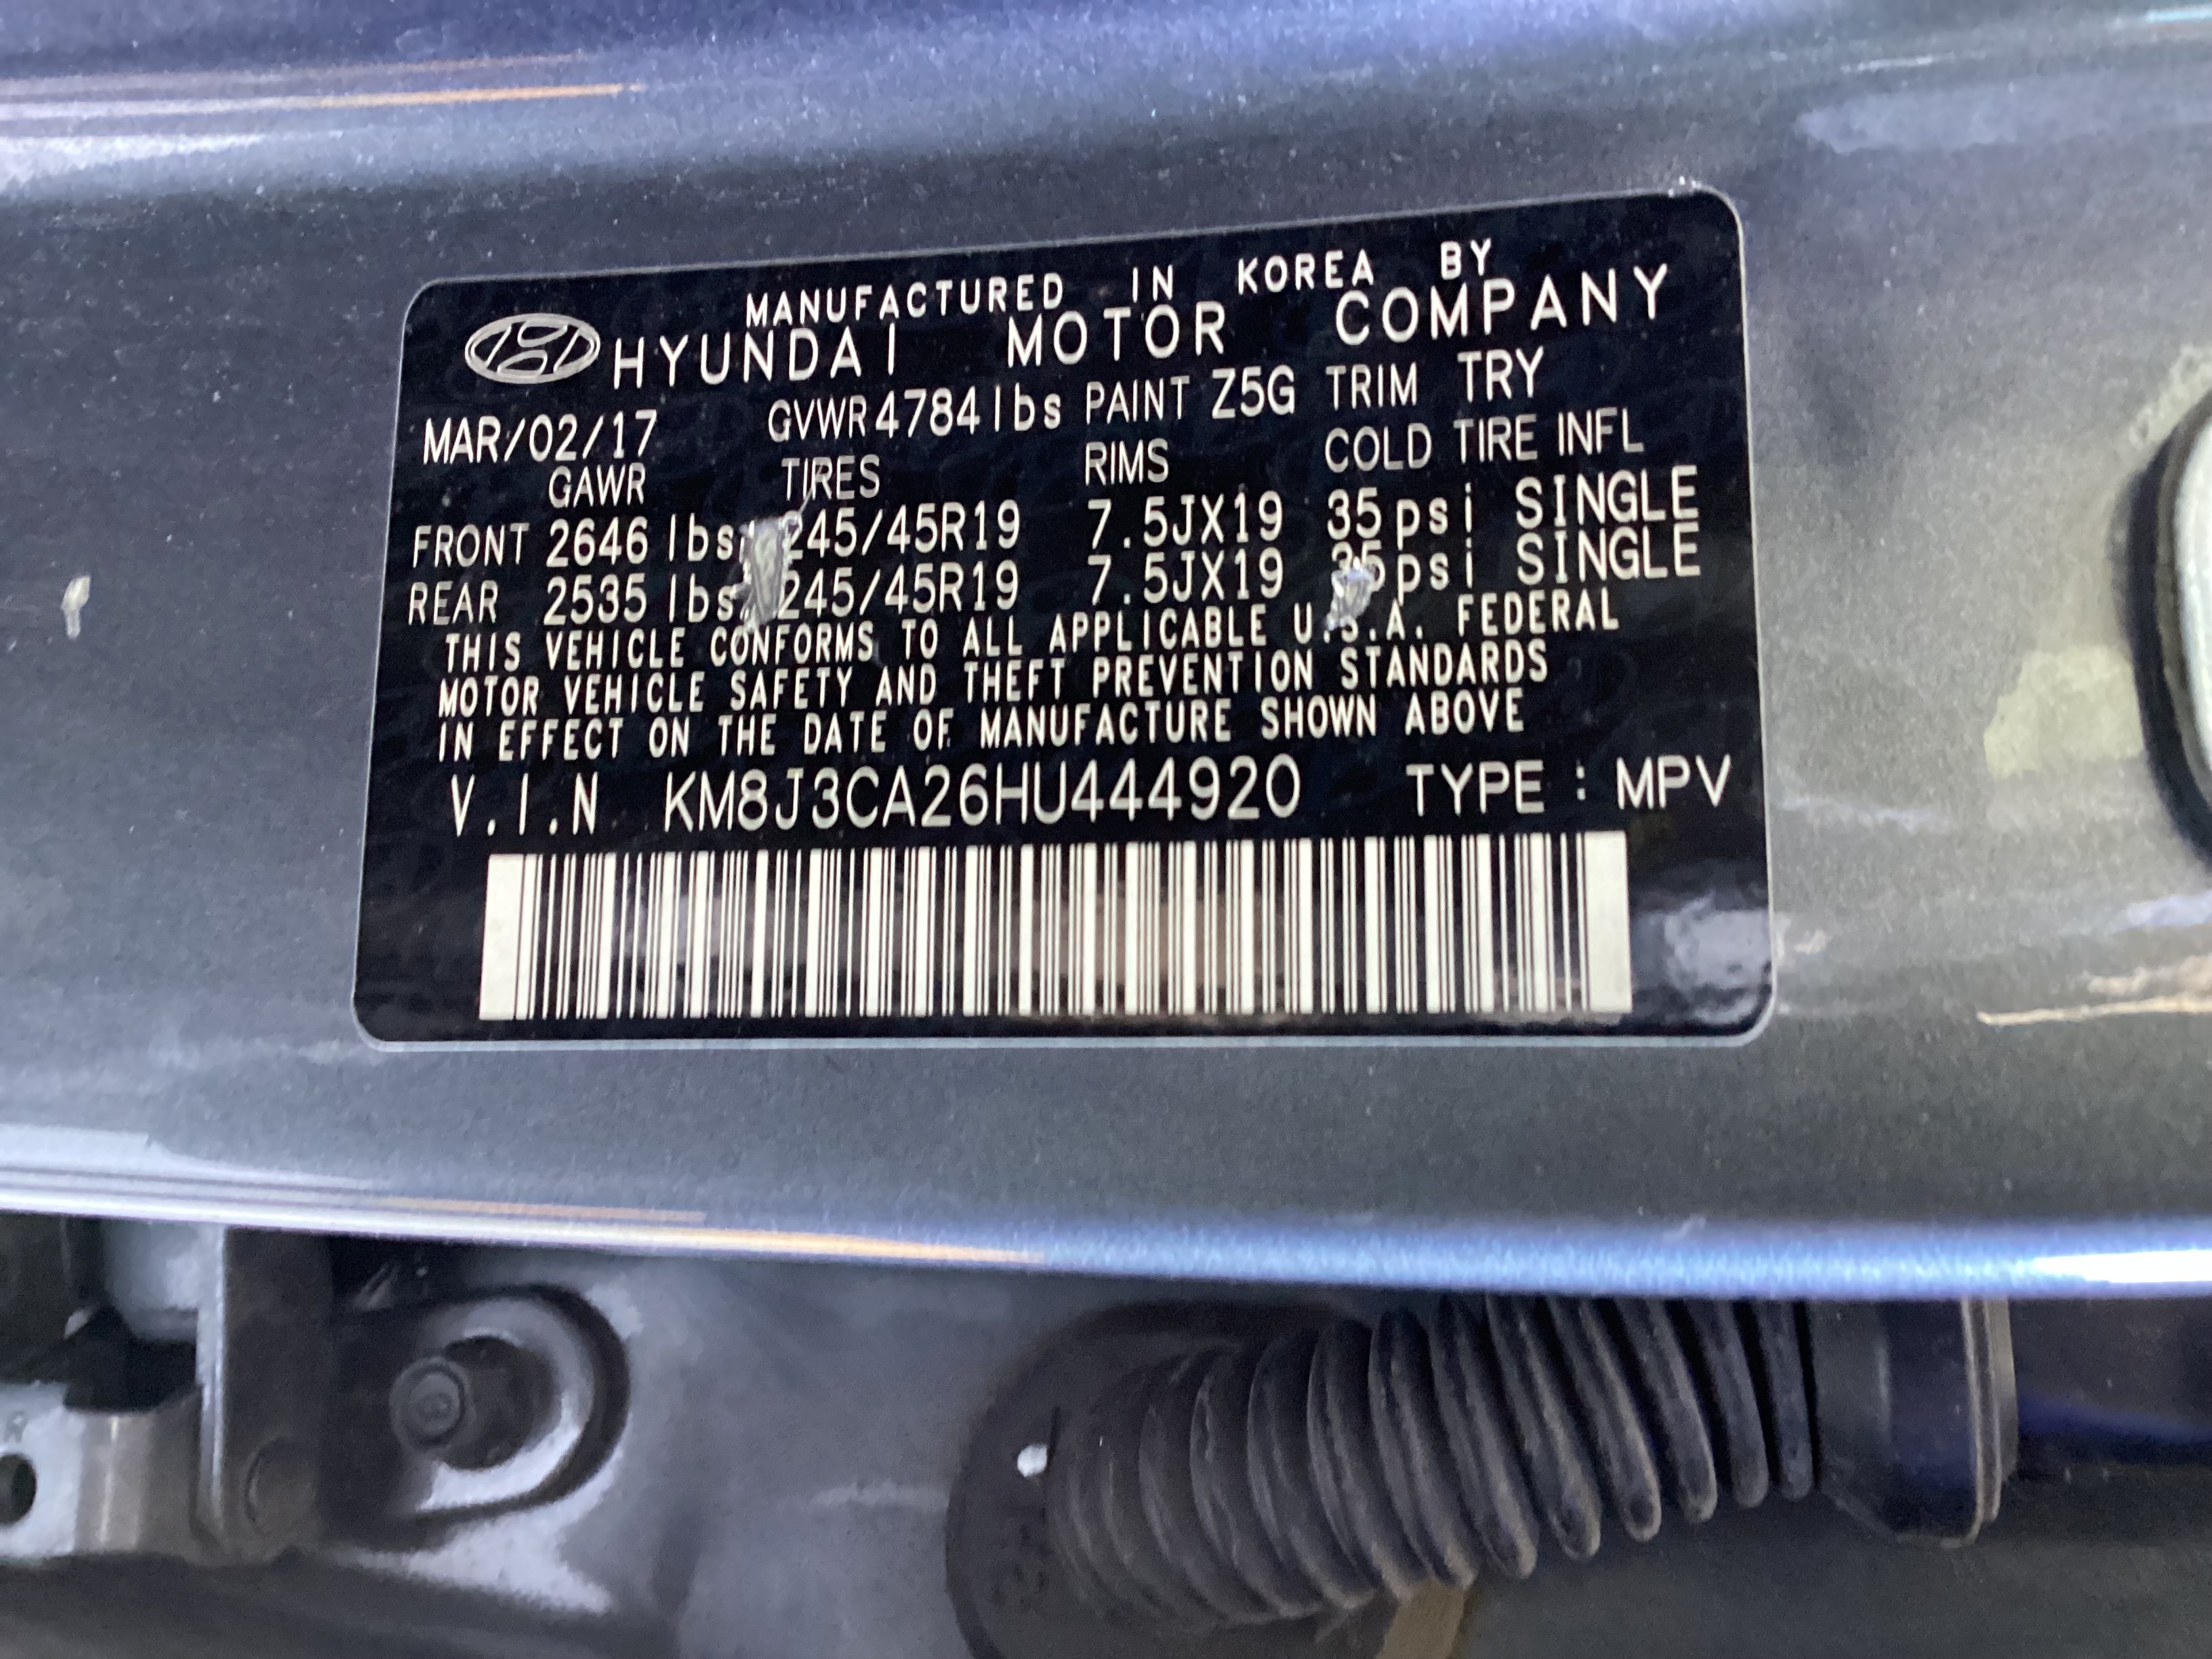 MANUFACTURED IN KOREA BY
HYUNDAI MOTOR COMPANY
MAR/02/17 GVWR 4784 lbs PAINT Z5G TRIM TRY
GAWR TIRES RIMS COLD TIRE INFL
FRONT 2646 lbs 245/45R19 7.5JX19 35 psi SINGLE
REAR 2535 lbs 245/45R19 7.5JX19 35 psi SINGLE
THIS VEHICLE CONFORMS TO ALL APPLICABLE U.S.A. FEDERAL
MOTOR VEHICLE SAFETY AND THEFT PREVENTION STANDARDS
IN EFFECT ON THE DATE OF MANUFACTURE SHOWN ABOVE
V.I.N KM8J3CA26HU444920 TYPE : MPV